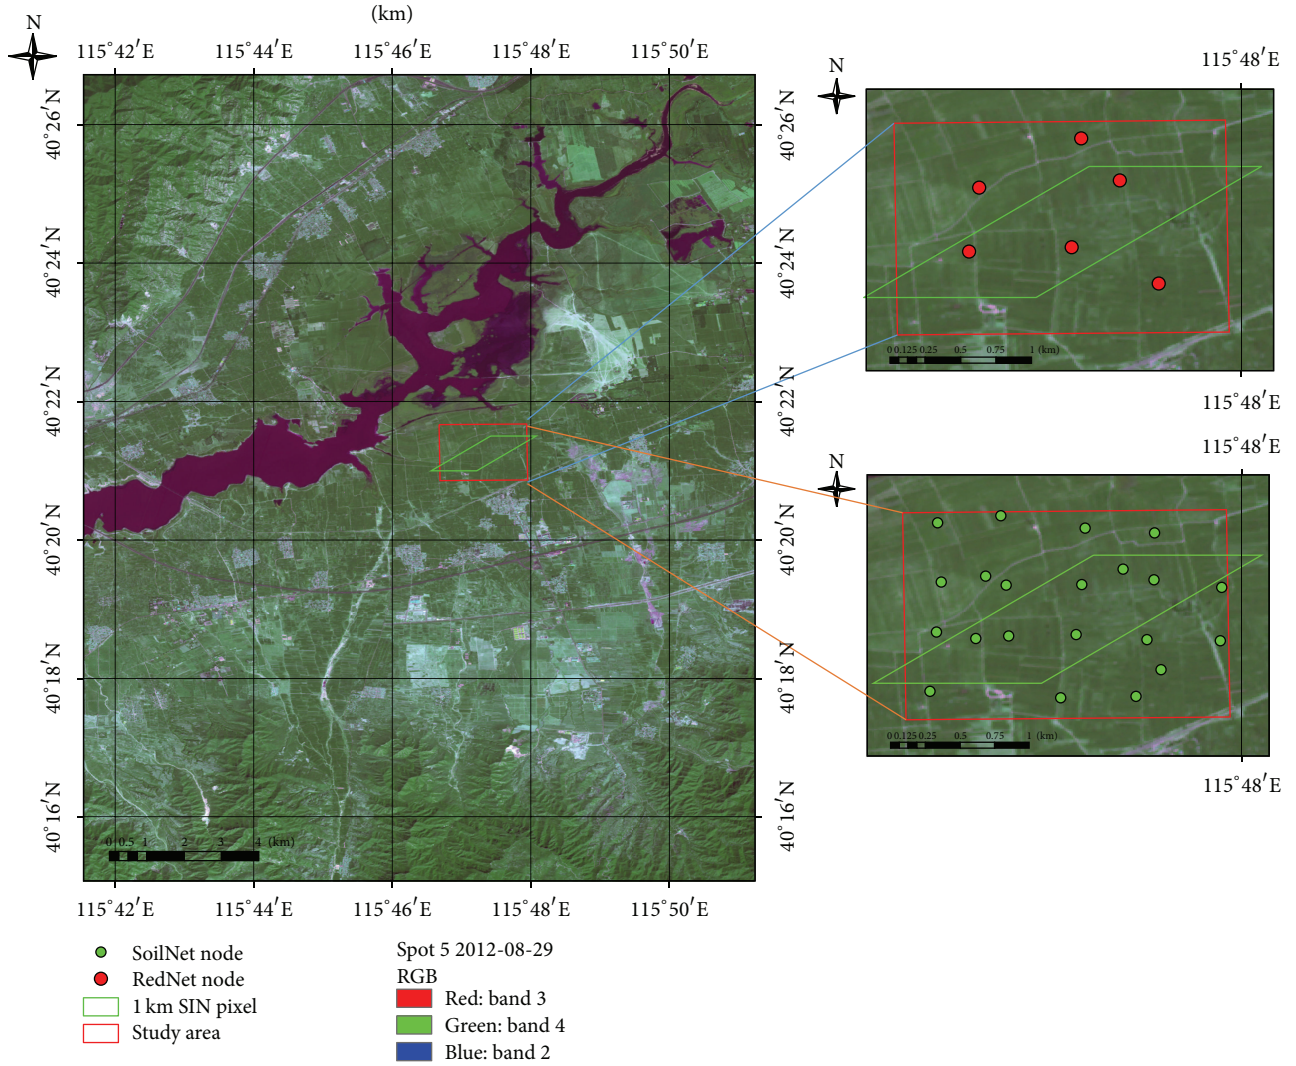 (km)
N
115°42′E 115°44′E 115°46′E 115°48′E 115°50′E
40°26′N
40°24′N
40°22′N
40°20′N
40°18′N
40°16′N
40°26′N
40°24′N
40°22′N
40°20′N
40°18′N
40°16′N
0 0.5 1 2 3 4 (km)
115°42′E 115°44′E 115°46′E 115°48′E 115°50′E
N
115°48′E
0 0.125 0.25 0.5 0.75 1 (km)
115°48′E
N
115°48′E
0 0.125 0.25 0.5 0.75 1 (km)
115°48′E
SoilNet node
RedNet node
1 km SIN pixel
Study area
Spot 5 2012-08-29
RGB
Red: band 3
Green: band 4
Blue: band 2